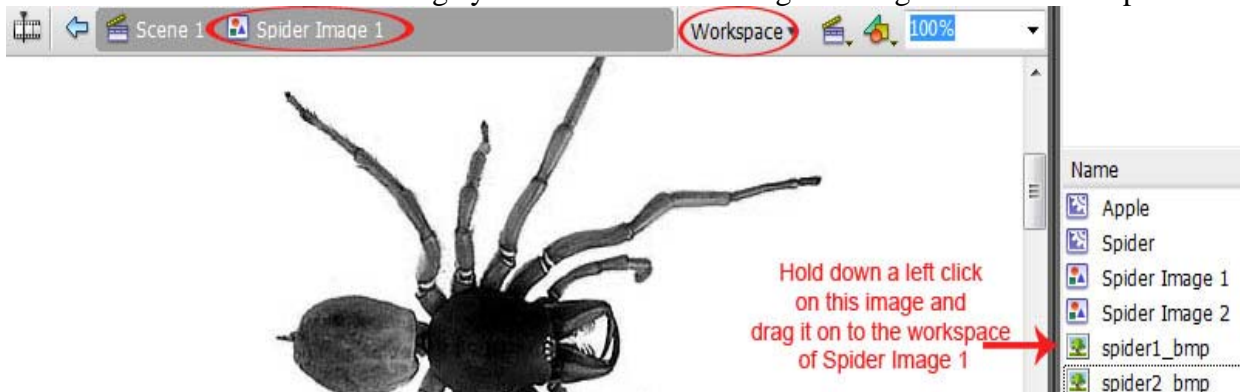 Scene 1 Spider Image 1 Workspace 100%
Name
Apple
Spider
Spider Image 1
Spider Image 2
spider1_bmp
spider2_bmp
Hold down a left click
on this image and
drag it on to the workspace
of Spider Image 1